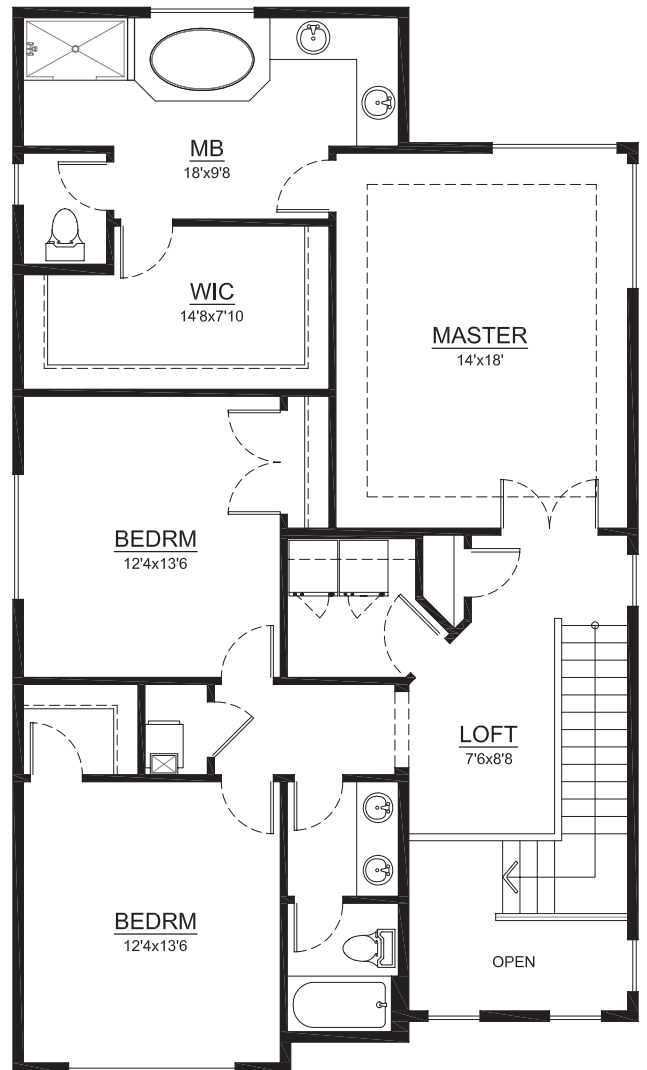 MB
18'x9'8
WIC
14'8x7'10
MASTER
14'x18'
BEDRM
12'4x13'6
LOFT
7'6x8'8
BEDRM
12'4x13'6
OPEN